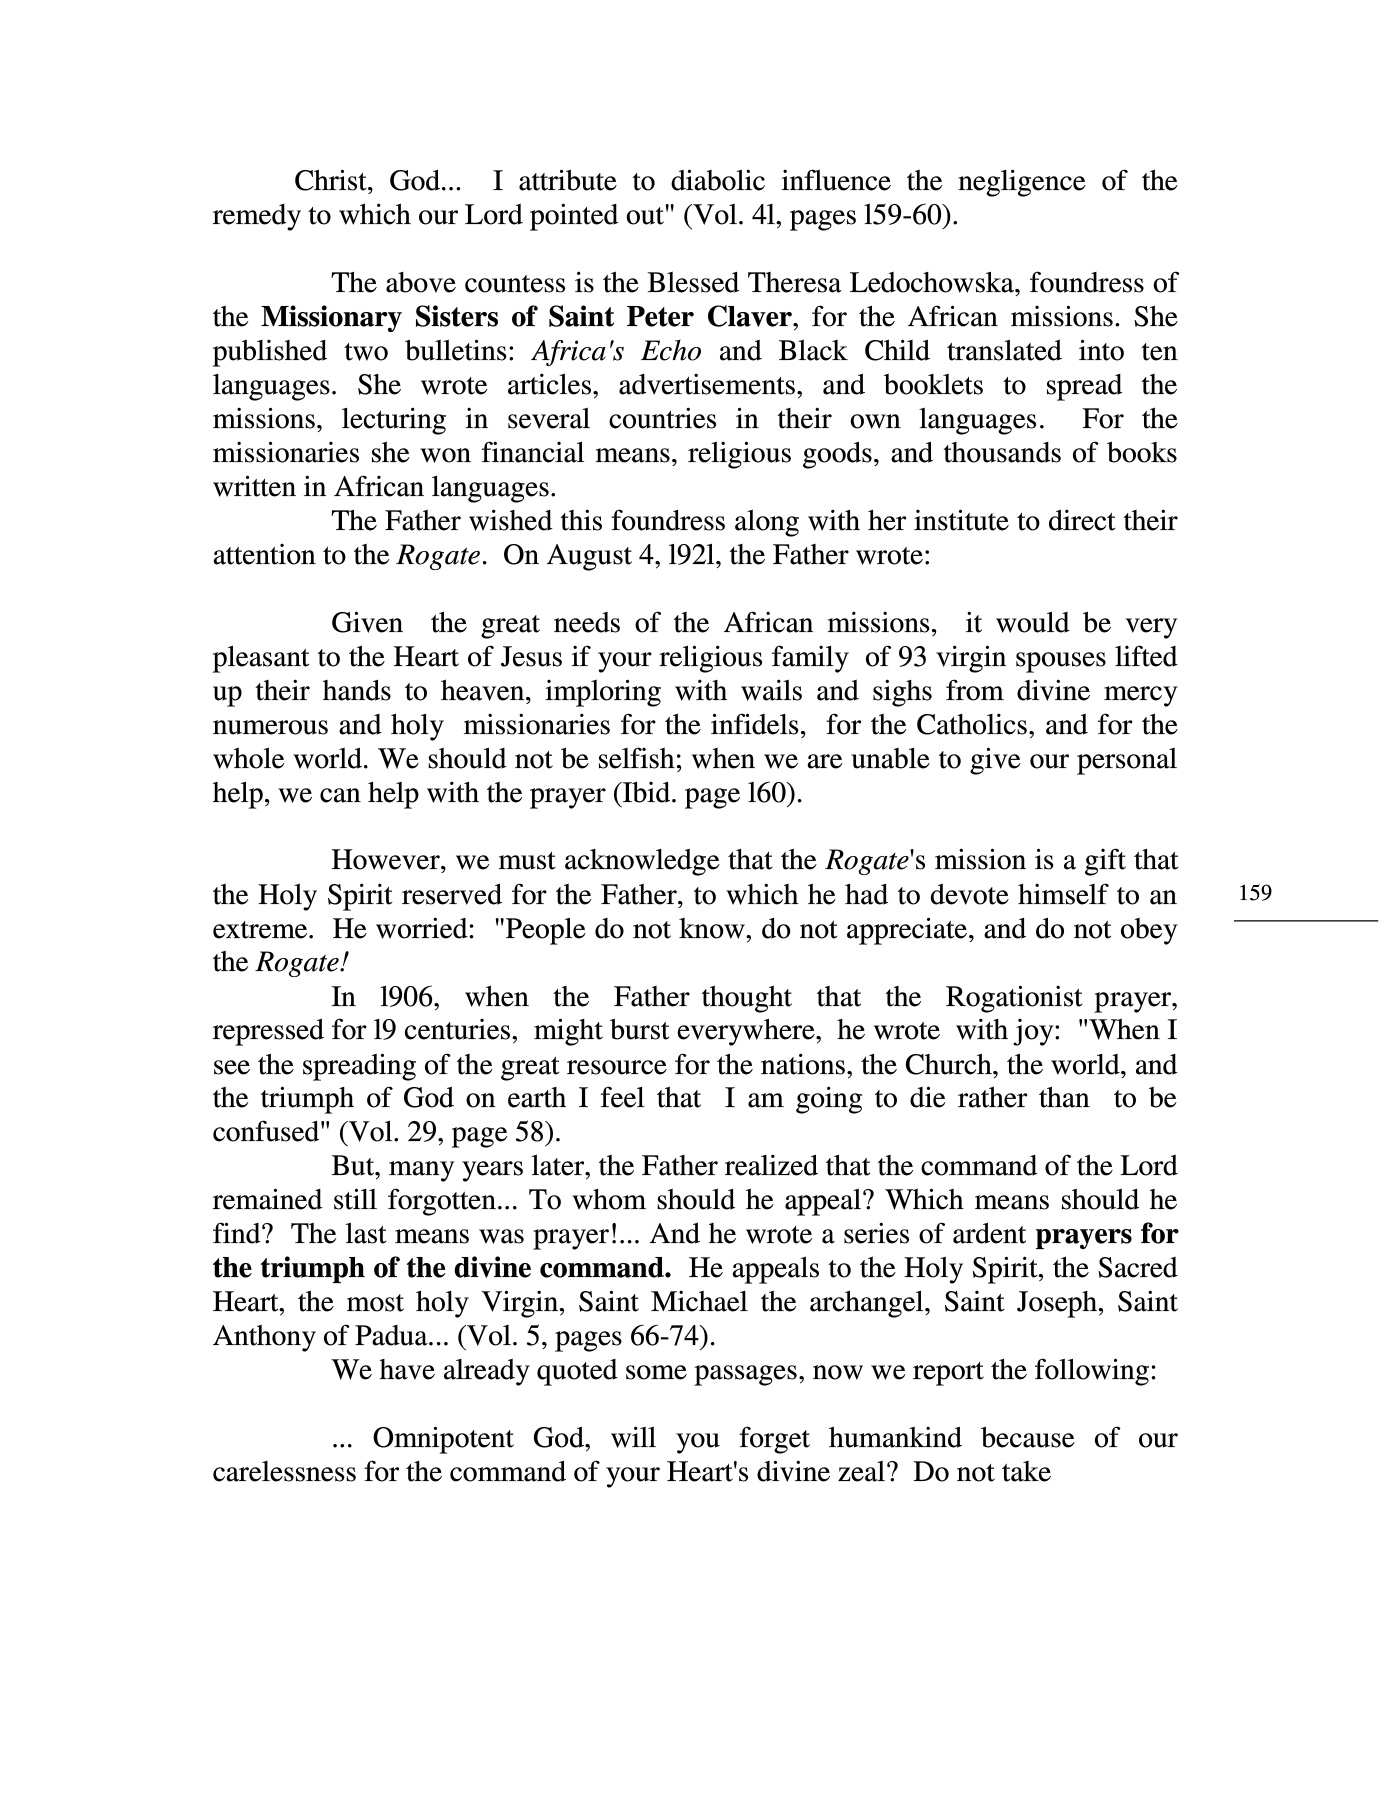 Christ, God... I attribute to diabolic influence the negligence of the
remedy to which our Lord pointed out" (Vol. 4l, pages l59-60).
The above countess is the Blessed Theresa Ledochowska, foundress of
the Missionary Sisters of Saint Peter Claver, for the African missions. She
published two bulletins: Africa's Echo and Black Child translated into ten
languages. She wrote articles, advertisements, and booklets to spread the
missions, lecturing in several countries in their own languages. For the
missionaries she won financial means, religious goods, and thousands of books
written in African languages.
The Father wished this foundress along with her institute to direct their
attention to the Rogate. On August 4, l92l, the Father wrote:
Given the great needs of the African missions, it would be very
pleasant to the Heart of Jesus if your religious family of 93 virgin spouses lifted
up their hands to heaven, imploring with wails and sighs from divine mercy
numerous and holy missionaries for the infidels, for the Catholics, and for the
whole world. We should not be selfish; when we are unable to give our personal
help, we can help with the prayer (Ibid. page l60).
However, we must acknowledge that the Rogate's mission is a gift that
the Holy Spirit reserved for the Father, to which he had to devote himself to an
extreme. He worried: "People do not know, do not appreciate, and do not obey
the Rogate!
In l906, when the Father thought that the Rogationist prayer,
repressed for l9 centuries, might burst everywhere, he wrote with joy: "When I
see the spreading of the great resource for the nations, the Church, the world, and
the triumph of God on earth I feel that I am going to die rather than to be
confused" (Vol. 29, page 58).
But, many years later, the Father realized that the command of the Lord
remained still forgotten... To whom should he appeal? Which means should he
find? The last means was prayer!... And he wrote a series of ardent prayers for
the triumph of the divine command. He appeals to the Holy Spirit, the Sacred
Heart, the most holy Virgin, Saint Michael the archangel, Saint Joseph, Saint
Anthony of Padua... (Vol. 5, pages 66-74).
We have already quoted some passages, now we report the following:
... Omnipotent God, will you forget humankind because of our
carelessness for the command of your Heart's divine zeal? Do not take
159